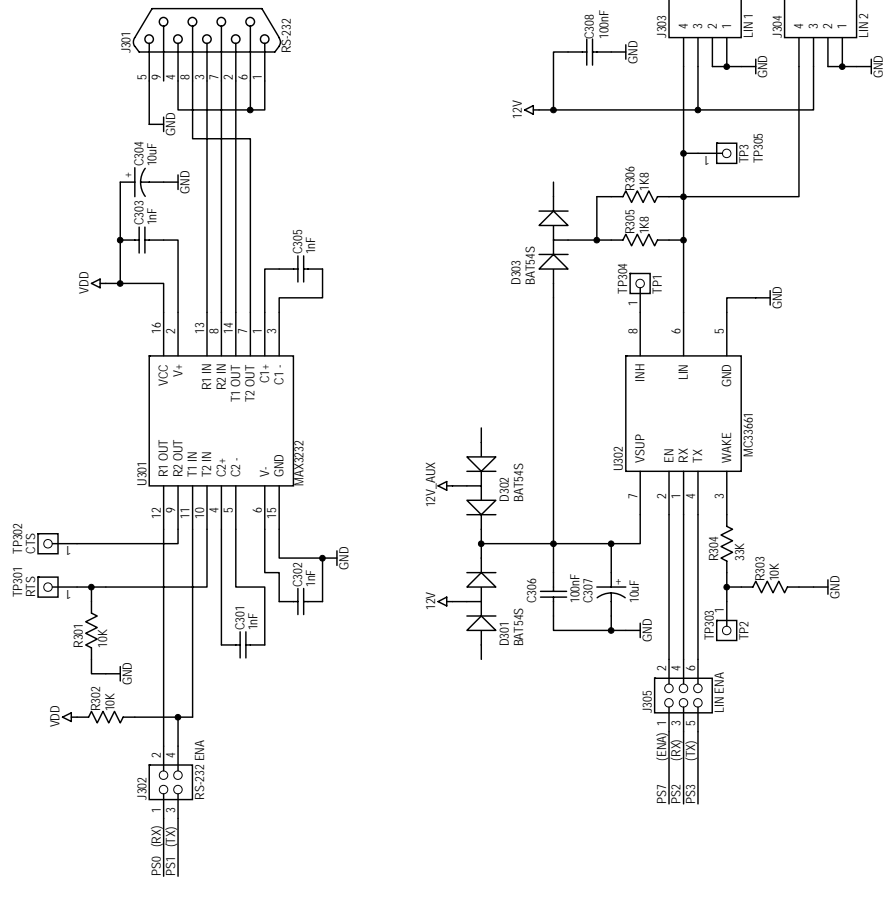 J301
RS-232
5
9
4
8
3
7
2
6
1
GND
C304
10uF
+
GND
C303
1nF
VDD
C305
1nF
16
2
13
8
14
7
1
3
VCC
V+
R1 IN
R2 IN
T1 OUT
T2 OUT
C1+
C1 -
U301
MAX3232
R1 OUT
R2 OUT
T1 IN
T2 IN
C2+
C2 -
V-
GND
12
9
11
10
4
5
6
15
TP302
CTS
1
TP301
RTS
1
R301
10K
GND
C301
1nF
C302
1nF
GND
VDD
R302
10K
2
4
J302
RS-232 ENA
1
3
PS0 (RX)
PS1 (TX)
J303
4
3
2
1
LIN 1
GND
J304
4
3
2
1
LIN 2
GND
C308
100nF
GND
12V
TP3
TP305
1
R306
1K8
R305
1K8
D303
BAT54S
TP304
TP1
1
GND
8
6
5
INH
LIN
GND
U302
MC33661
VSUP
EN
RX
TX
WAKE
7
2
1
4
3
12V_AUX
D302
BAT54S
12V
D301
BAT54S
C306
100nF
C307
10uF
+
GND
R304
33K
R303
10K
GND
TP303
TP2
1
2
4
6
J305
LIN ENA
1
3
5
PS7 (ENA)
PS2 (RX)
PS3 (TX)